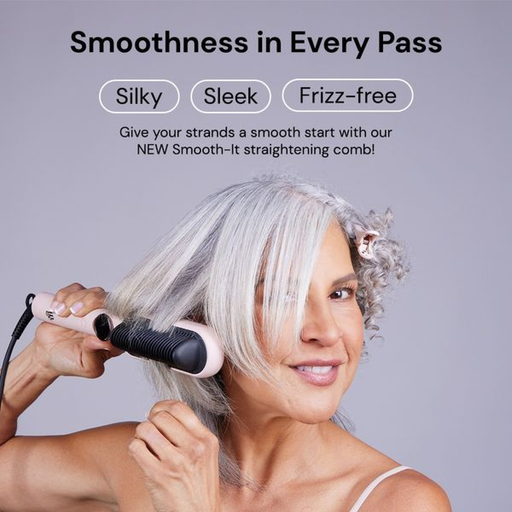 Smoothness in Every Pass
Silky
Sleek
Frizz-free
Give your strands a smooth start with our
NEW Smooth-It straightening comb!